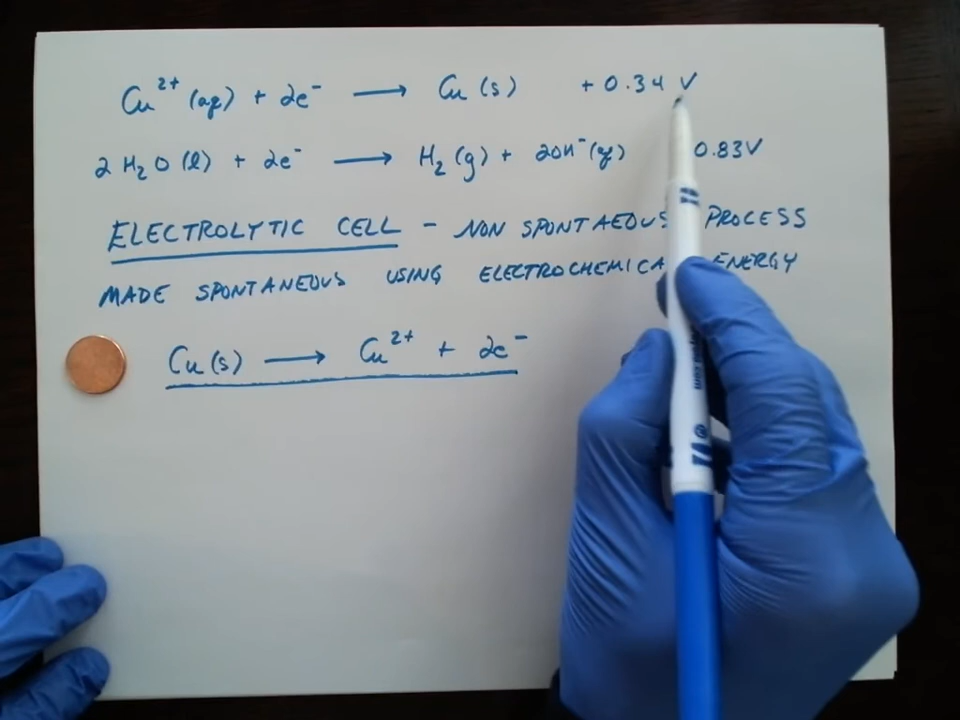 Cu²⁺(aq) + 2e⁻ → Cu(s) +0.34 V
2 H₂O(l) + 2e⁻ → H₂(g) + 2OH⁻(aq) 0.83V
ELECTROLYTIC CELL - NON SPONTAEOUS PROCESS
MADE SPONTANEOUS USING ELECTROCHEMICA ENERGY
Cu(s) → Cu²⁺ + 2e⁻